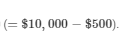 (= $10, 000 − $500).